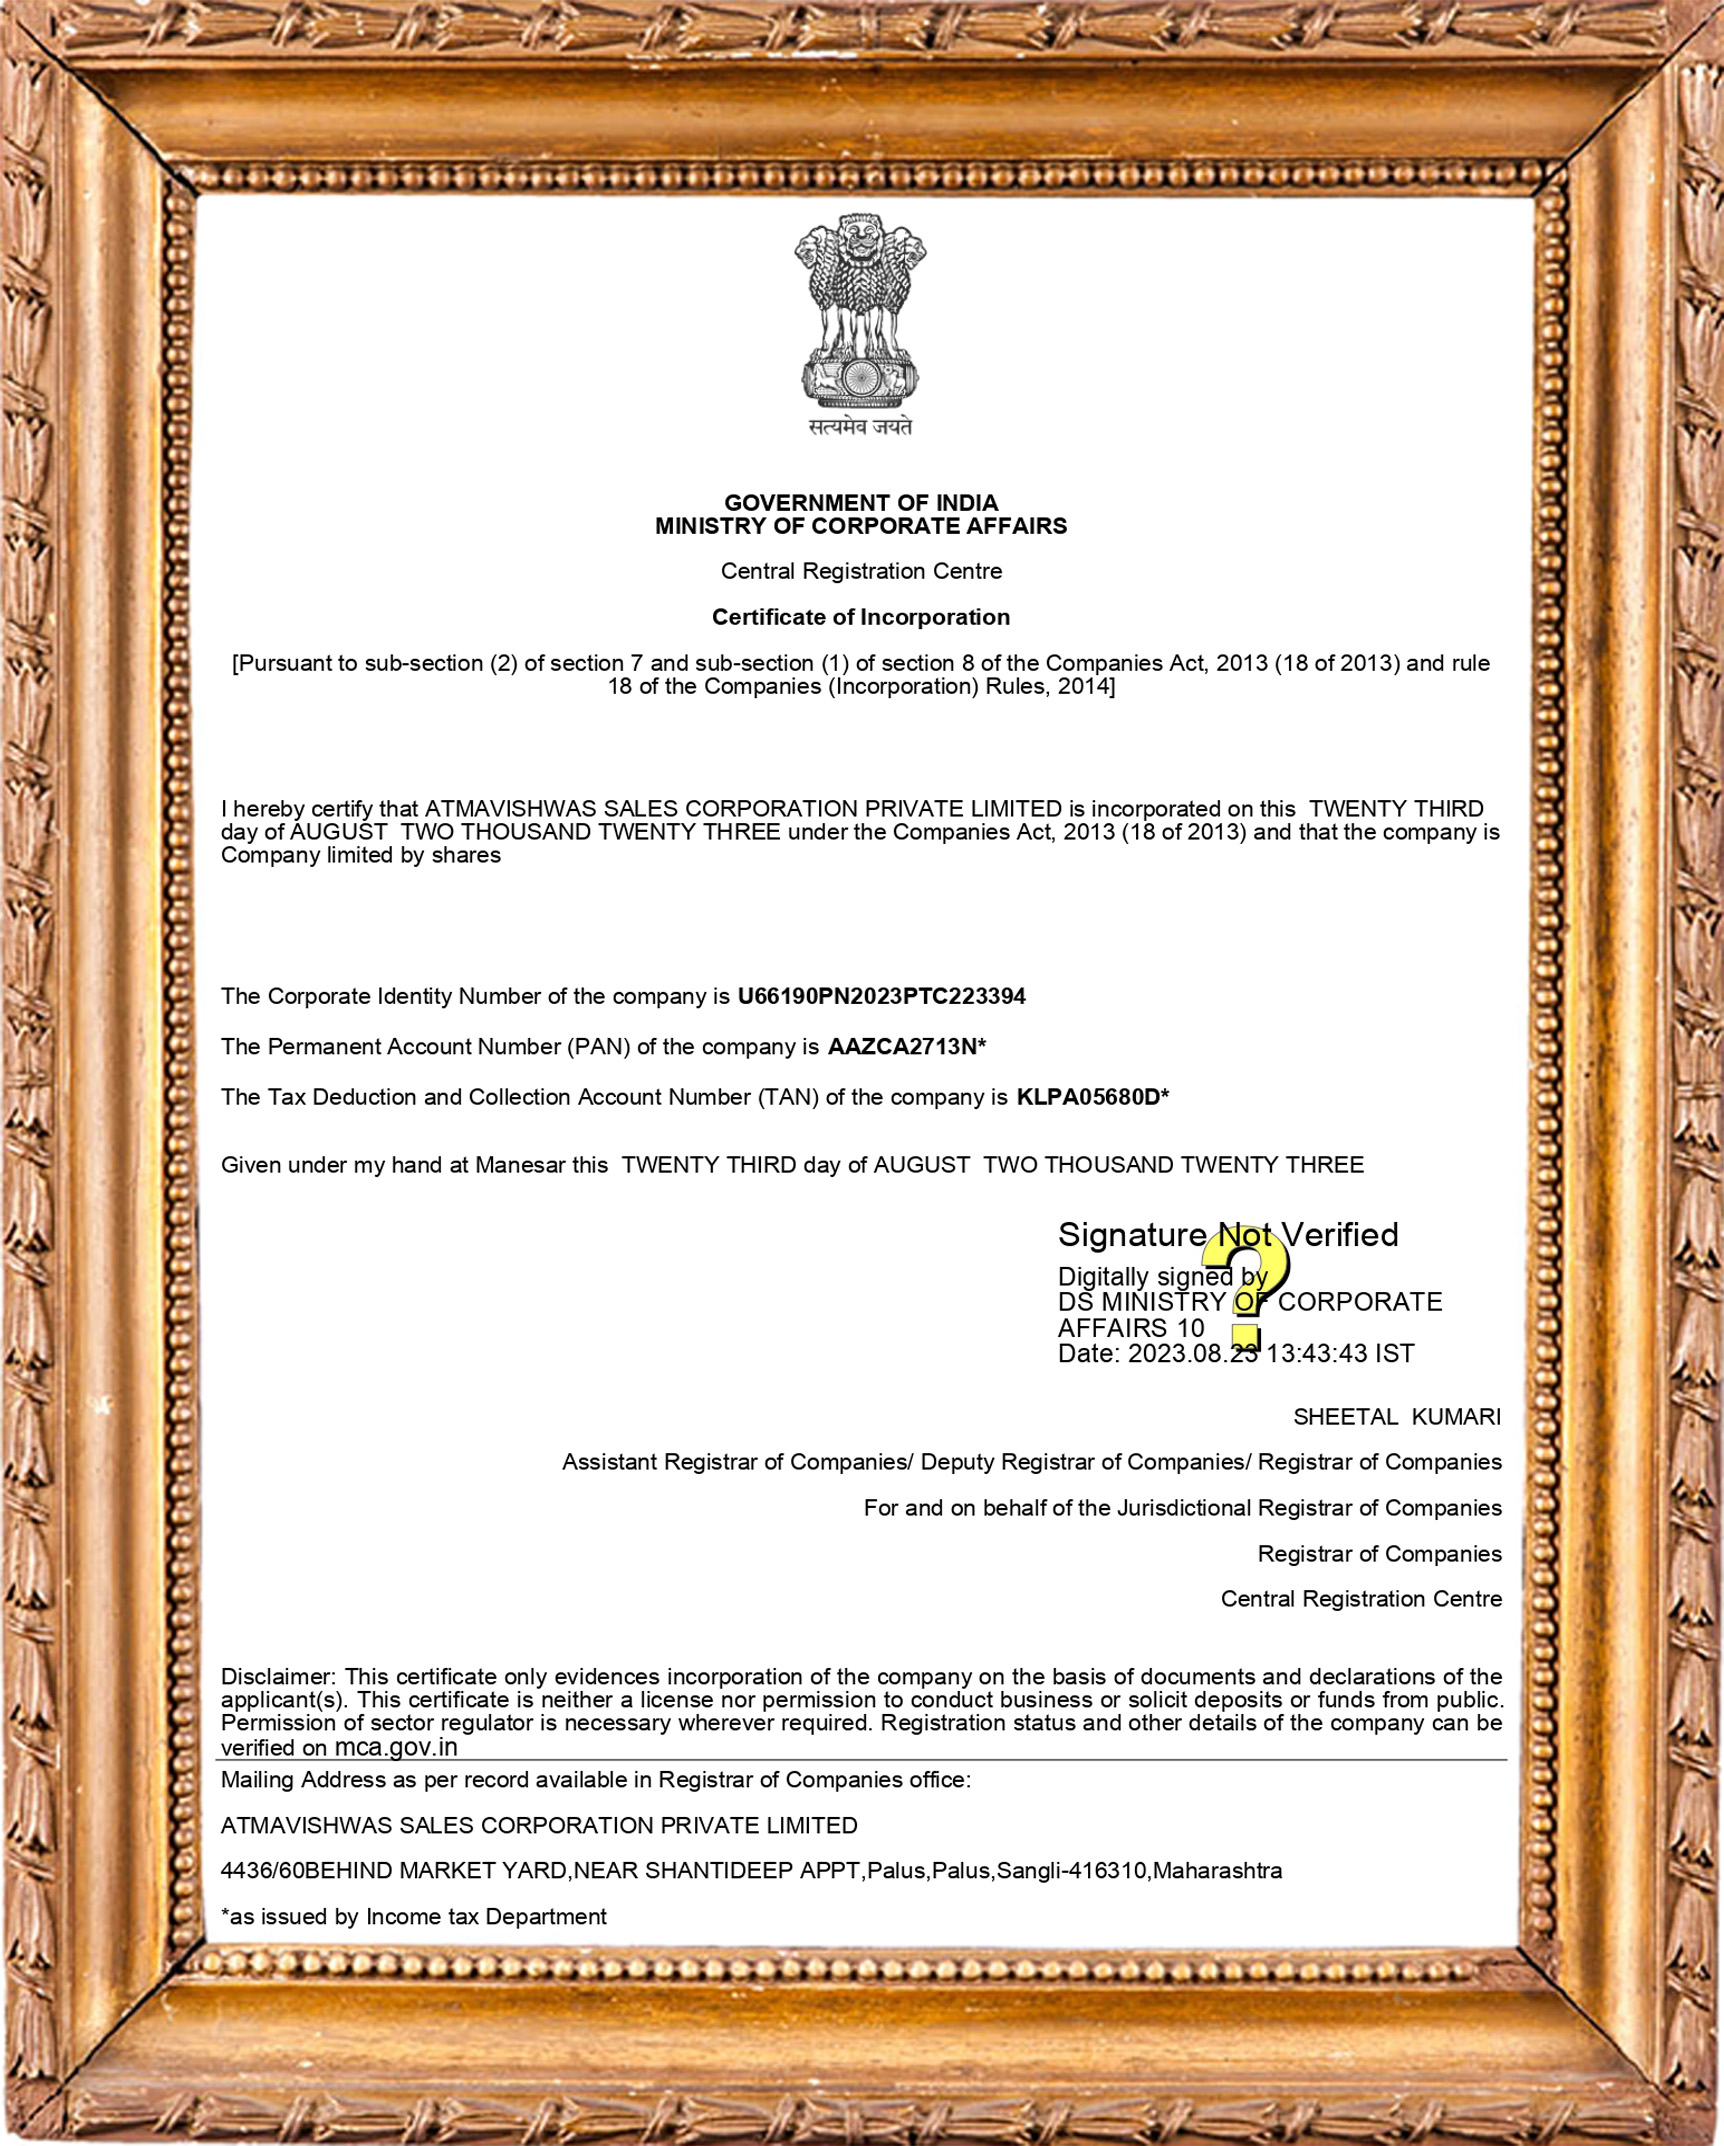 सत्यमेव जयते
GOVERNMENT OF INDIA
MINISTRY OF CORPORATE AFFAIRS
Central Registration Centre
Certificate of Incorporation
[Pursuant to sub-section (2) of section 7 and sub-section (1) of section 8 of the Companies Act, 2013 (18 of 2013) and rule
18 of the Companies (Incorporation) Rules, 2014]
I hereby certify that ATMAVISHWAS SALES CORPORATION PRIVATE LIMITED is incorporated on this  TWENTY THIRD
day of AUGUST  TWO THOUSAND TWENTY THREE under the Companies Act, 2013 (18 of 2013) and that the company is
Company limited by shares
The Corporate Identity Number of the company is U66190PN2023PTC223394
The Permanent Account Number (PAN) of the company is AAZCA2713N*
The Tax Deduction and Collection Account Number (TAN) of the company is KLPA05680D*
Given under my hand at Manesar this  TWENTY THIRD day of AUGUST  TWO THOUSAND TWENTY THREE
Signature Not Verified
Digitally signed by
DS MINISTRY OF CORPORATE
AFFAIRS 10
Date: 2023.08.23 13:43:43 IST
SHEETAL  KUMARI
Assistant Registrar of Companies/ Deputy Registrar of Companies/ Registrar of Companies
For and on behalf of the Jurisdictional Registrar of Companies
Registrar of Companies
Central Registration Centre
Disclaimer: This certificate only evidences incorporation of the company on the basis of documents and declarations of the
applicant(s). This certificate is neither a license nor permission to conduct business or solicit deposits or funds from public.
Permission of sector regulator is necessary wherever required. Registration status and other details of the company can be
verified on mca.gov.in
Mailing Address as per record available in Registrar of Companies office:
ATMAVISHWAS SALES CORPORATION PRIVATE LIMITED
4436/60BEHIND MARKET YARD,NEAR SHANTIDEEP APPT,Palus,Palus,Sangli-416310,Maharashtra
*as issued by Income tax Department